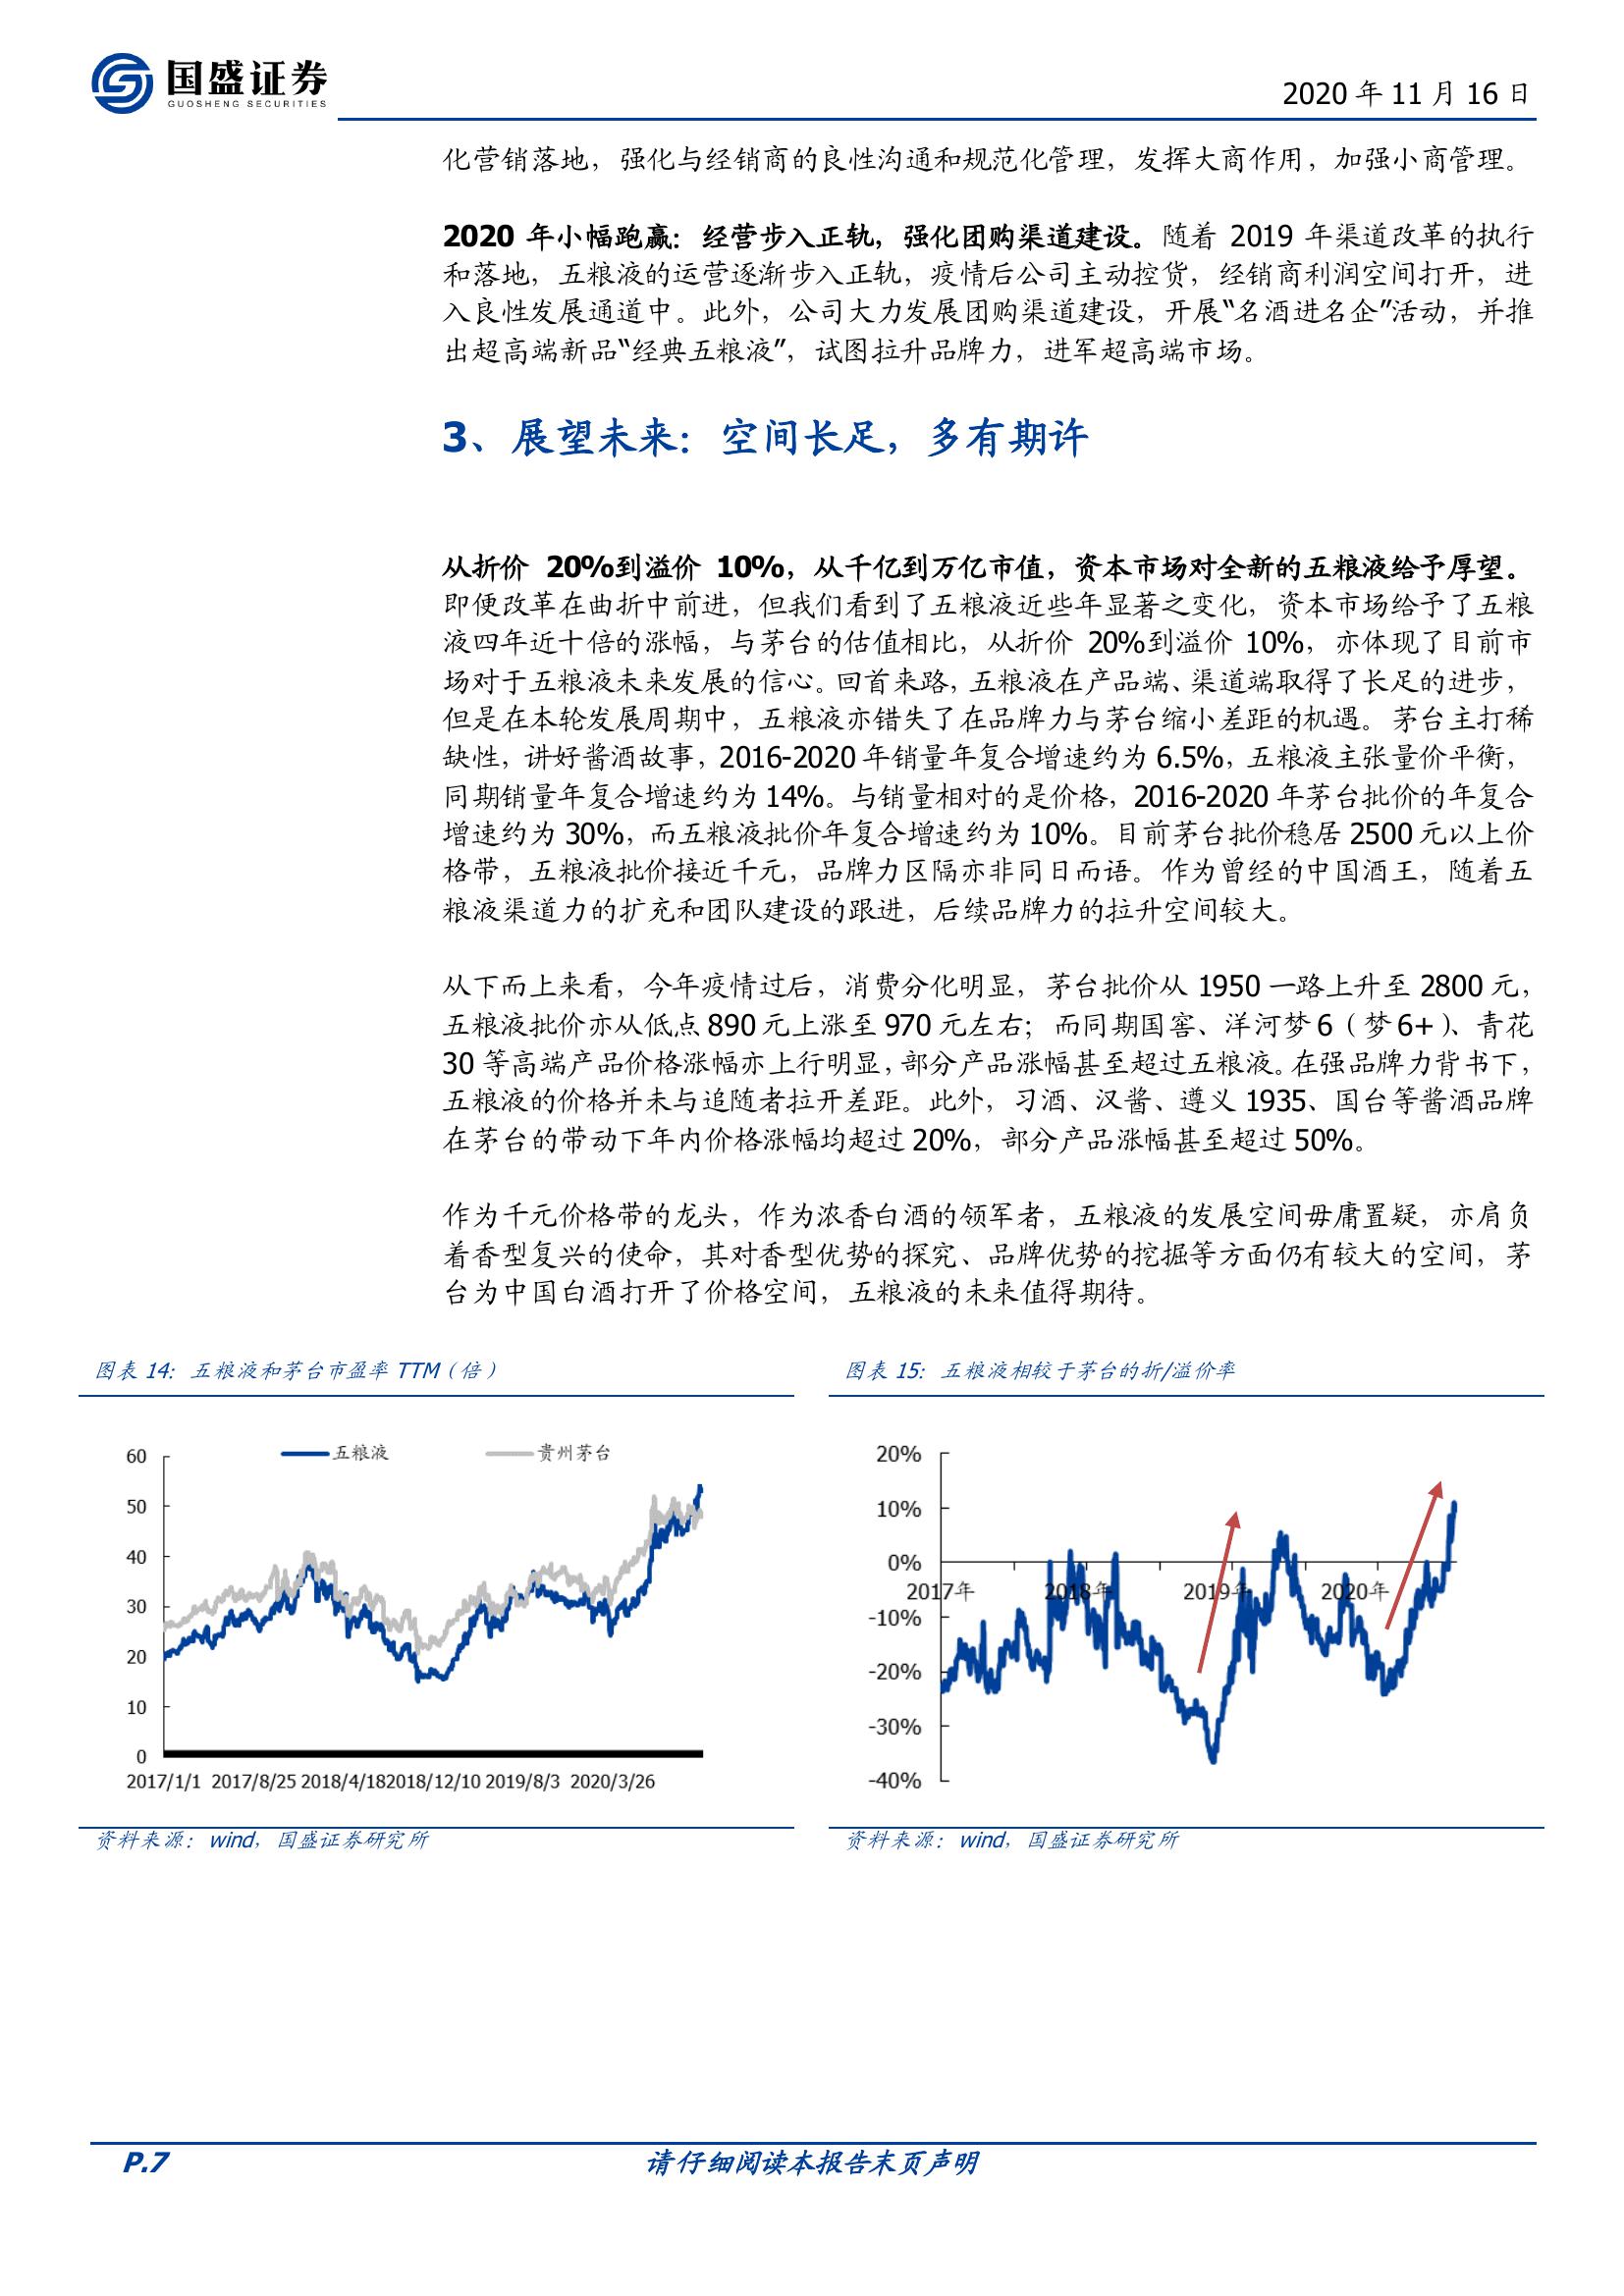 国盛证券
GUOSHENG SECURITIES
2020 年 11 月 16 日
化营销落地，强化与经销商的良性沟通和规范化管理，发挥大商作用，加强小商管理。
2020 年小幅跑赢：经营步入正轨，强化团购渠道建设。随着 2019 年渠道改革的执行
和落地，五粮液的运营逐渐步入正轨，疫情后公司主动控货，经销商利润空间打开，进
入良性发展通道中。此外，公司大力发展团购渠道建设，开展“名酒进名企”活动，并推
出超高端新品“经典五粮液”，试图拉升品牌力，进军超高端市场。
3、展望未来：空间长足，多有期许
从折价 20%到溢价 10%，从千亿到万亿市值，资本市场对全新的五粮液给予厚望。
即便改革在曲折中前进，但我们看到了五粮液近些年显著之变化，资本市场给予了五粮
液四年近十倍的涨幅，与茅台的估值相比，从折价 20%到溢价 10%，亦体现了目前市
场对于五粮液未来发展的信心。回首来路，五粮液在产品端、渠道端取得了长足的进步，
但是在本轮发展周期中，五粮液亦错失了在品牌力与茅台缩小差距的机遇。茅台主打稀
缺性，讲好酱酒故事，2016-2020 年销量年复合增速约为 6.5%，五粮液主张量价平衡，
同期销量年复合增速约为 14%。与销量相对的是价格，2016-2020 年茅台批价的年复合
增速约为 30%，而五粮液批价年复合增速约为 10%。目前茅台批价稳居 2500 元以上价
格带，五粮液批价接近千元，品牌力区隔亦非同日而语。作为曾经的中国酒王，随着五
粮液渠道力的扩充和团队建设的跟进，后续品牌力的拉升空间较大。
从下而上来看，今年疫情过后，消费分化明显，茅台批价从 1950 一路上升至 2800 元，
五粮液批价亦从低点 890 元上涨至 970 元左右；而同期国窖、洋河梦 6（梦 6+）、青花
30 等高端产品价格涨幅亦上行明显，部分产品涨幅甚至超过五粮液。在强品牌力背书下，
五粮液的价格并未与追随者拉开差距。此外，习酒、汉酱、遵义 1935、国台等酱酒品牌
在茅台的带动下年内价格涨幅均超过 20%，部分产品涨幅甚至超过 50%。
作为千元价格带的龙头，作为浓香白酒的领军者，五粮液的发展空间毋庸置疑，亦肩负
着香型复兴的使命，其对香型优势的探究、品牌优势的挖掘等方面仍有较大的空间，茅
台为中国白酒打开了价格空间，五粮液的未来值得期待。
图表 14：五粮液和茅台市盈率 TTM（倍）
五粮液 贵州茅台
60
50
40
30
20
10
0
2017/1/1 2017/8/25 2018/4/18 2018/12/10 2019/8/3 2020/3/26
资料来源：wind，国盛证券研究所
图表 15：五粮液相较于茅台的折/溢价率
20%
10%
0%
2017年 2018年 2019年 2020年
-10%
-20%
-30%
-40%
资料来源：wind，国盛证券研究所
P.7
请仔细阅读本报告末页声明